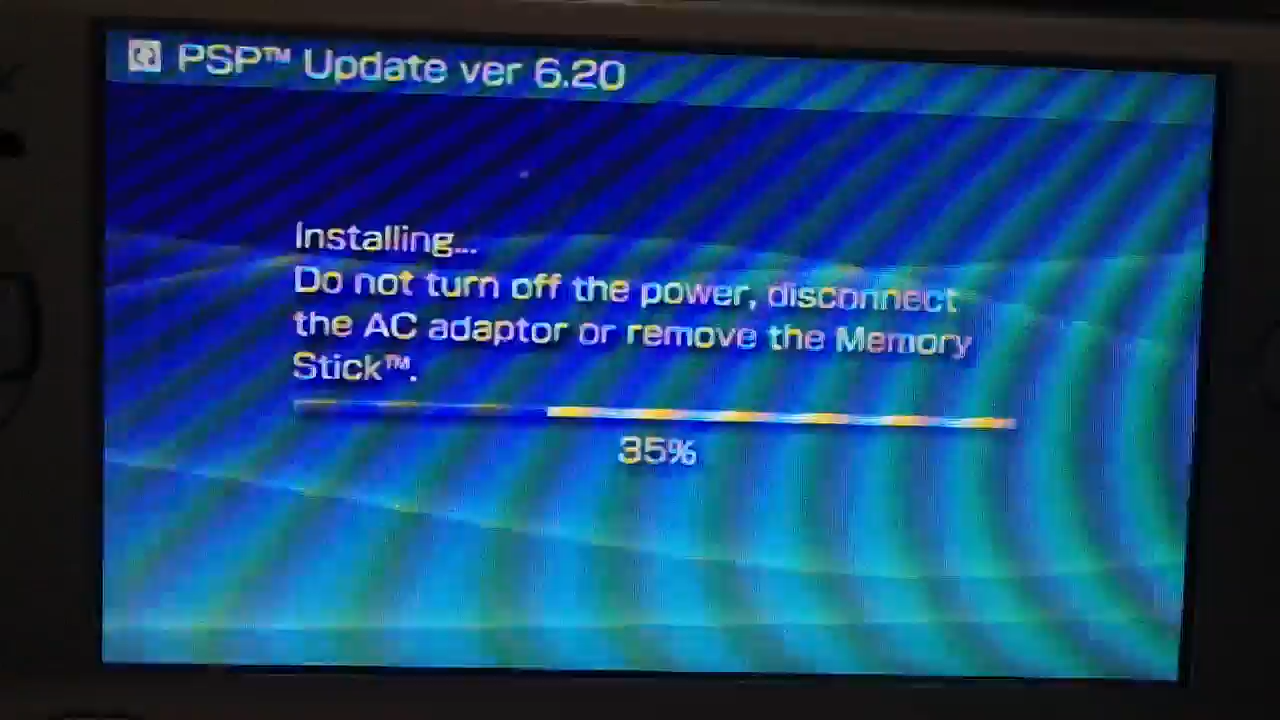 PSP™ Update ver 6.20
Installing...
Do not turn off the power, disconnect
the AC adaptor or remove the Memory
Stick™.
35%